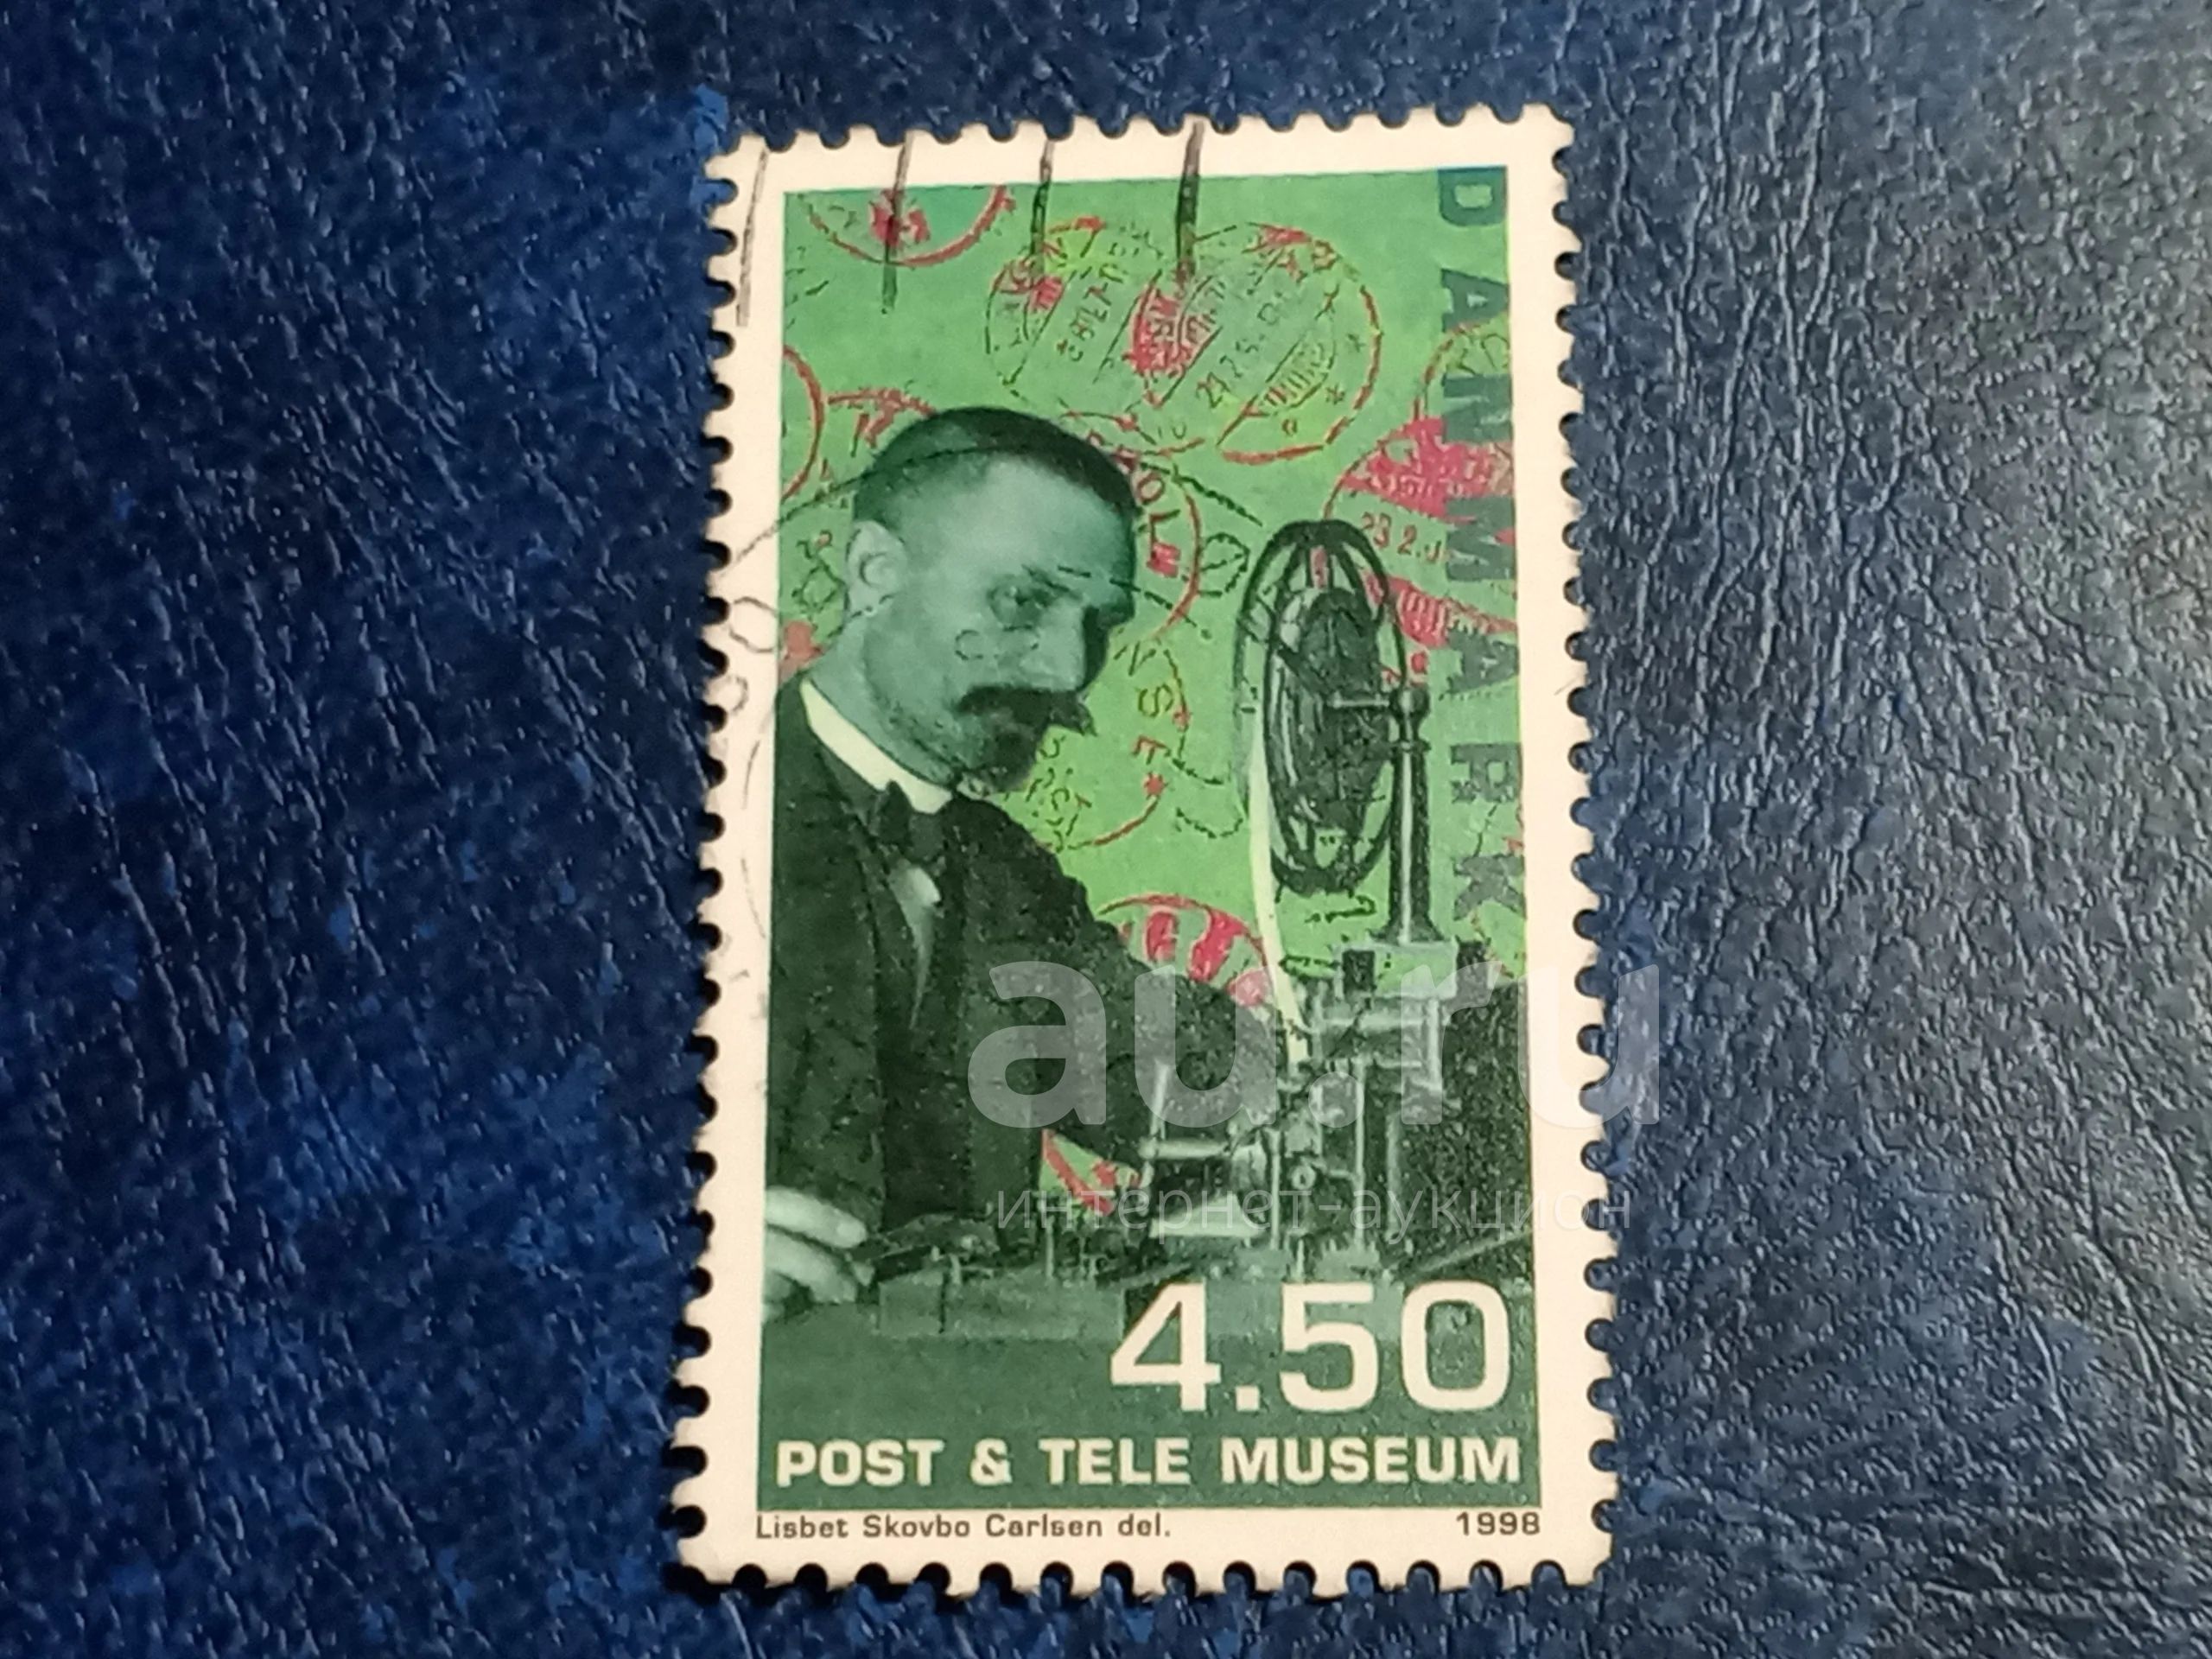 DANMARK
4.50
POST & TELE MUSEUM
Lisbet Skovbo Carlsen del. 1998
au.ru
интернет-аукцион